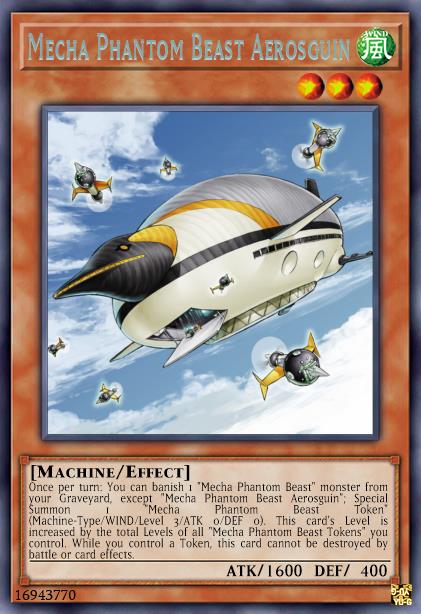 MECHA PHANTOM BEAST AEROSGUIN
WIND
風
[MACHINE/EFFECT]
Once per turn: You can banish 1 "Mecha Phantom Beast" monster from
your Graveyard, except "Mecha Phantom Beast Aerosguin"; Special
Summon 1 "Mecha Phantom Beast Token"
(Machine-Type/WIND/Level 3/ATK 0/DEF 0). This card's Level is
increased by the total Levels of all "Mecha Phantom Beast Tokens" you
control. While you control a Token, this card cannot be destroyed by
battle or card effects.
ATK/1600 DEF/ 400
16943770